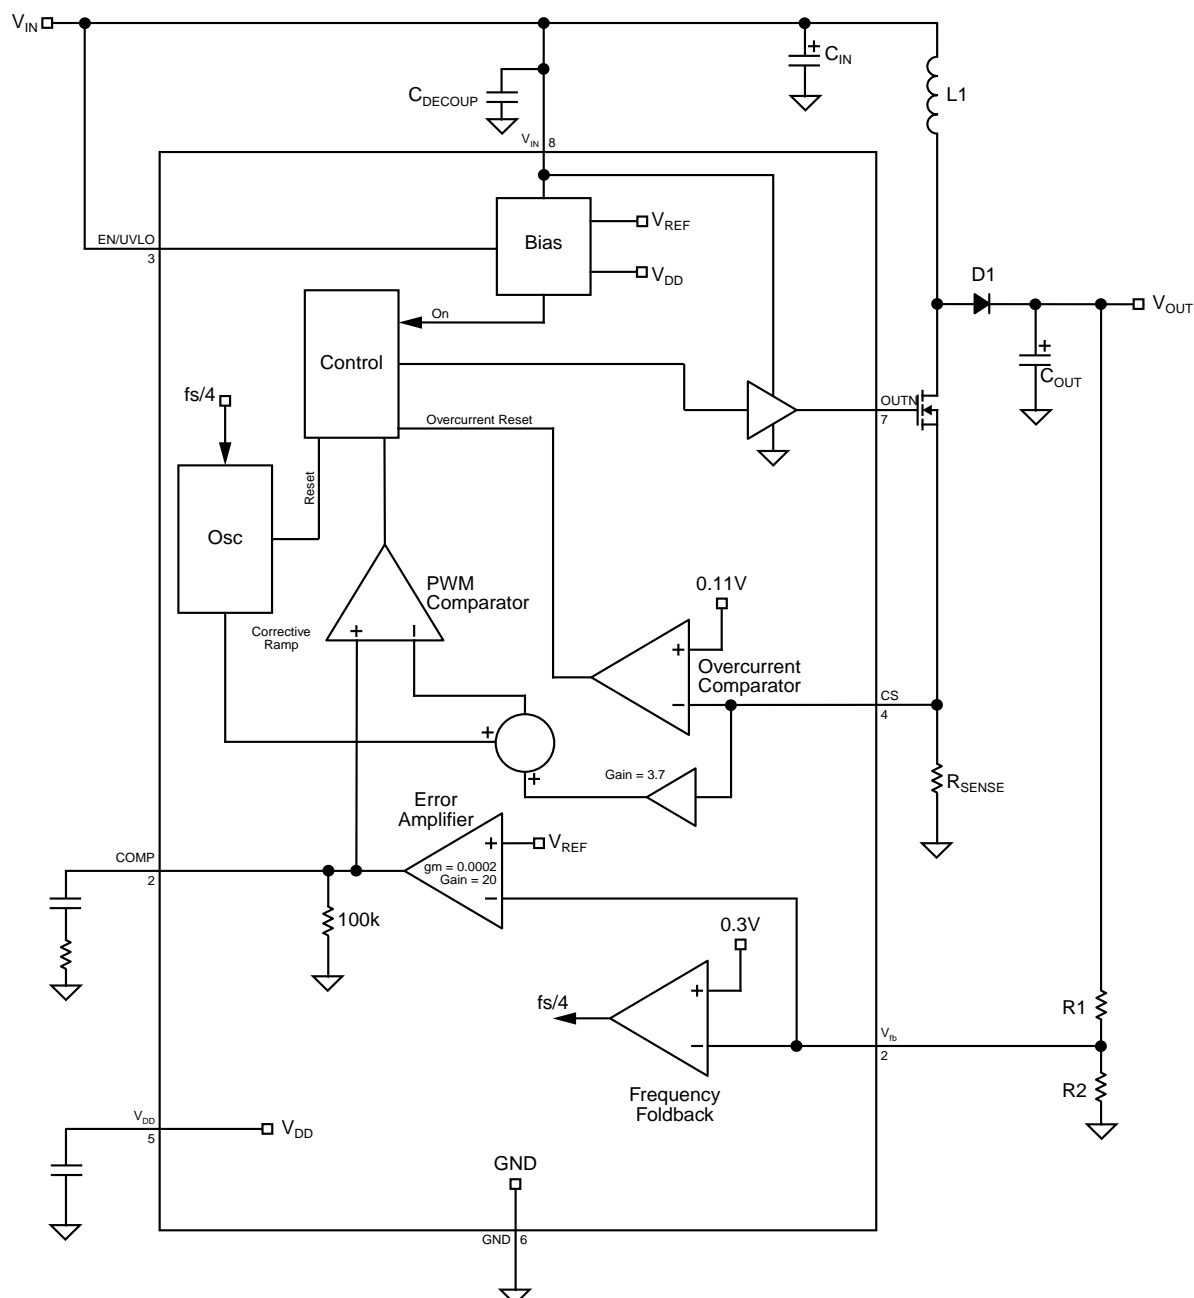 VIN
CIN
L1
CDECOUP
VIN 8
EN/UVLO
3
Bias
VREF
VDD
On
D1
VOUT
COUT
Control
fs/4
OUTN
7
Overcurrent Reset
Reset
Osc
PWM
Comparator
+
−
Corrective
Ramp
0.11V
+
−
Overcurrent
Comparator
CS
4
+
+
Gain = 3.7
RSENSE
Error
Amplifier
+
−
gm = 0.0002
Gain = 20
VREF
COMP
2
100k
0.3V
+
−
fs/4
Frequency
Foldback
Vfb
2
R1
R2
VDD
5
VDD
GND
GND 6